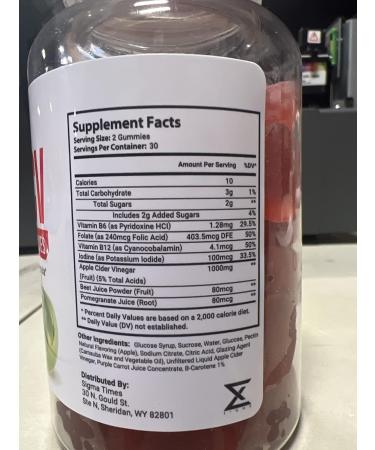 Supplement Facts
Serving Size: 2 Gummies
Servings Per Container: 30
Amount Per Serving %DV*
Calories 10
Total Carbohydrate 3g 1%
Total Sugars 2g **
Includes 2g Added Sugars 4%
Vitamin B6 (as Pyridoxine HCl) 1.28mg 29.5%
Folate (as 240mcg Folic Acid) 403.5mcg DFE 50%
Vitamin B12 (as Cyanocobalamin) 4.1mcg 50%
Iodine (as Potassium Iodide) 100mcg 33.5%
Apple Cider Vinegar 1000mg **
(Fruit) (5% Total Acids)
Beet Juice Powder (Fruit) 80mcg **
Pomegranate Juice (Root) 80mcg **
* Percent Daily Values are based on a 2,000 calorie diet.
** Daily Value (DV) not established.
Other Ingredients: Glucose Syrup, Sucrose, Water, Glucose, Pectin
Natural Flavoring (Apple), Sodium Citrate, Citric Acid, Glazing Agent
(Carnauba Wax and Vegetable Oil), Unfiltered Liquid Apple Cider
Vinegar, Purple Carrot Juice Concentrate, B-Carotene 1%
Distributed By:
Sigma Times
30 N. Gould St.
Ste N, Sheridan, WY 82801